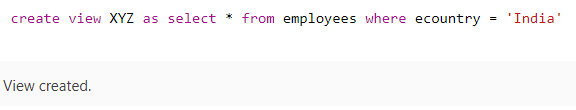 create view XYZ as select * from employees where ecountry = 'India'
View created.